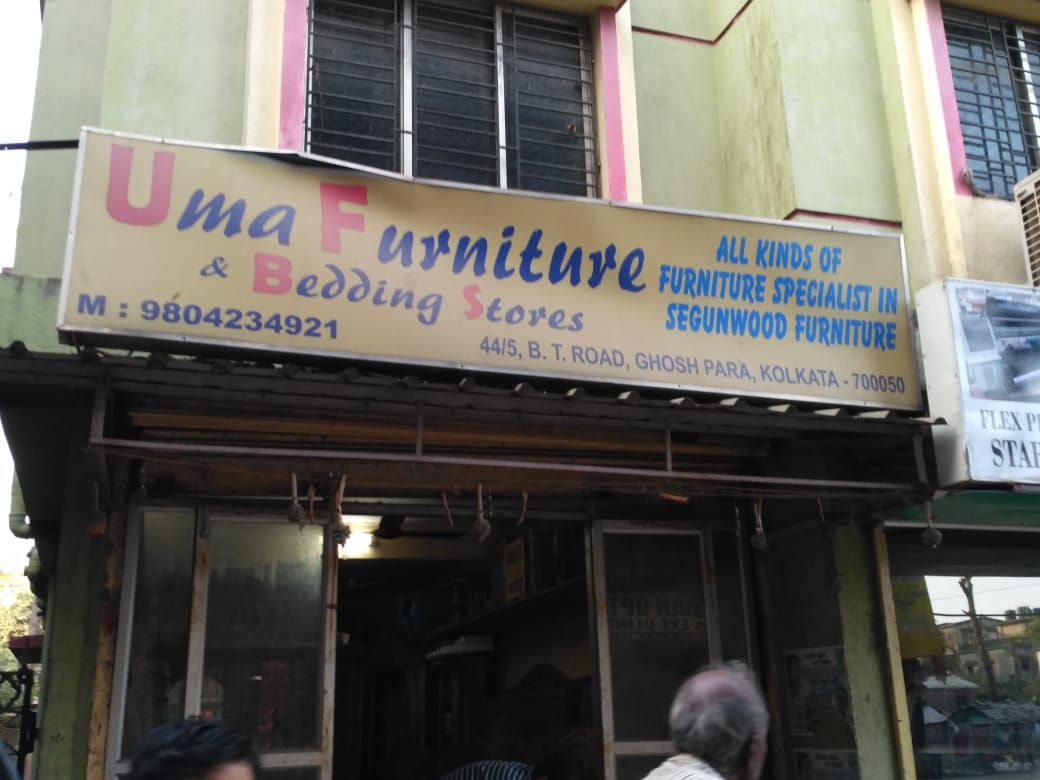 Uma Furniture
& Bedding Stores
M : 9804234921
ALL KINDS OF
FURNITURE SPECIALIST IN
SEGUNWOOD FURNITURE
44/5, B. T. ROAD, GHOSH PARA, KOLKATA - 700050
FLEX